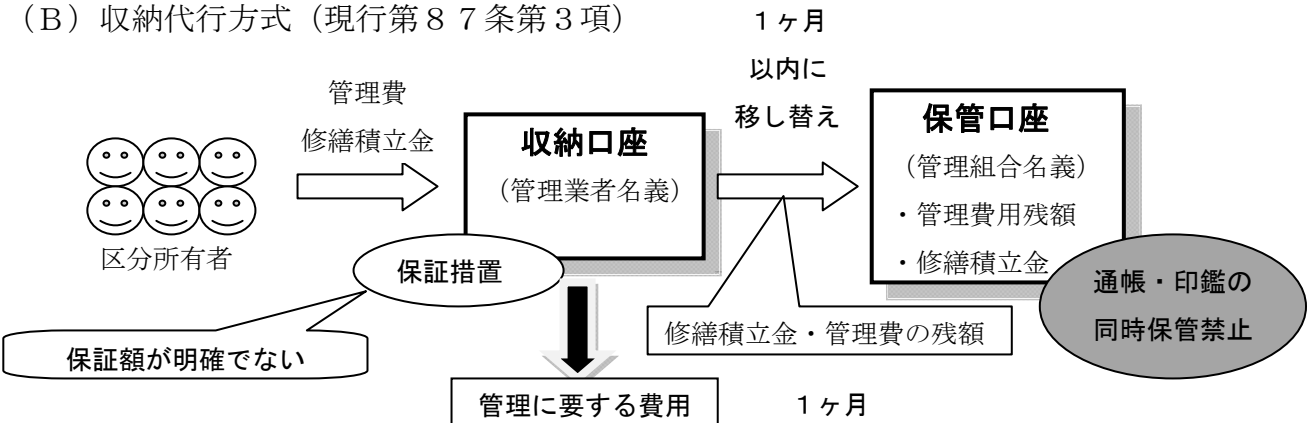 （B）収納代行方式（現行第８７条第３項）
１ヶ月
以内に
移し替え
管理費
修繕積立金
区分所有者
収納口座
（管理業者名義）
保管口座
（管理組合名義）
・管理費用残額
・修繕積立金
保証措置
通帳・印鑑の
同時保管禁止
保証額が明確でない
修繕積立金・管理費の残額
管理に要する費用
１ヶ月